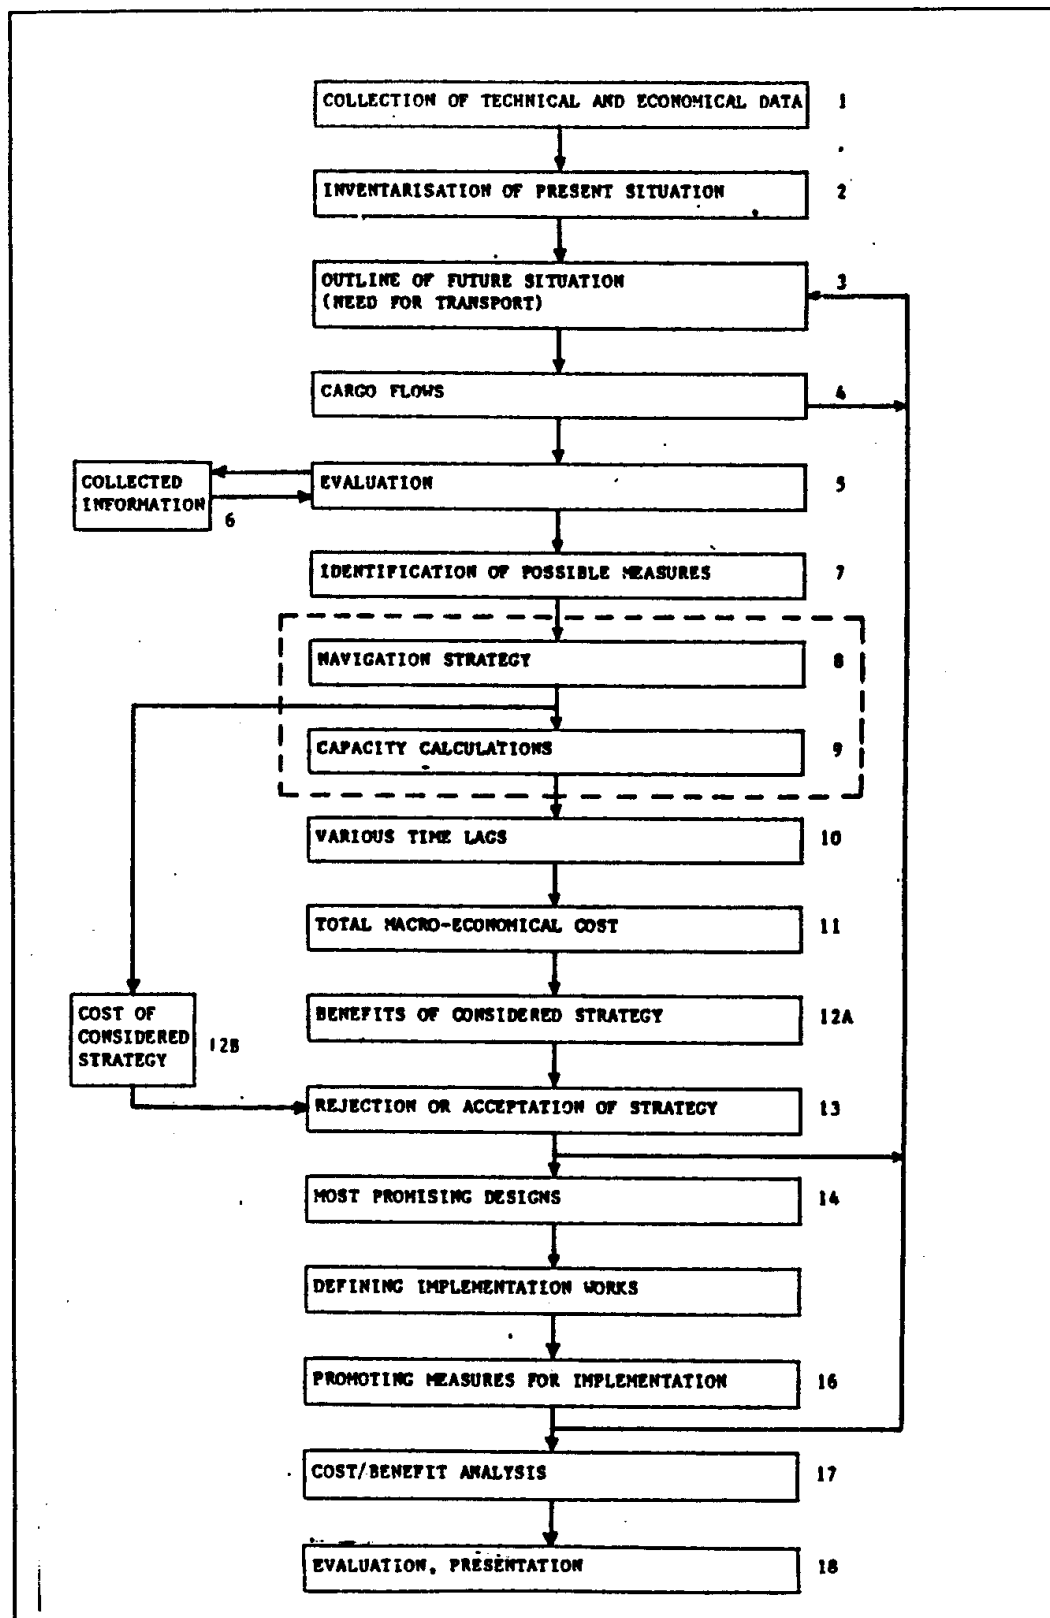 COLLECTION OF TECHNICAL AND ECONOMICAL DATA 1
INVENTARISATION OF PRESENT SITUATION 2
OUTLINE OF FUTURE SITUATION 3
(NEED FOR TRANSPORT)
CARGO FLOWS 4
EVALUATION 5
COLLECTED
INFORMATION
6
IDENTIFICATION OF POSSIBLE MEASURES 7
NAVIGATION STRATEGY 8
CAPACITY CALCULATIONS 9
VARIOUS TIME LAGS 10
TOTAL MACRO-ECONOMICAL COST 11
BENEFITS OF CONSIDERED STRATEGY 12A
COST OF
CONSIDERED
STRATEGY
12B
REJECTION OR ACCEPTATION OF STRATEGY 13
MOST PROMISING DESIGNS 14
DEFINING IMPLEMENTATION WORKS
PROMOTING MEASURES FOR IMPLEMENTATION 16
COST/BENEFIT ANALYSIS 17
EVALUATION, PRESENTATION 18